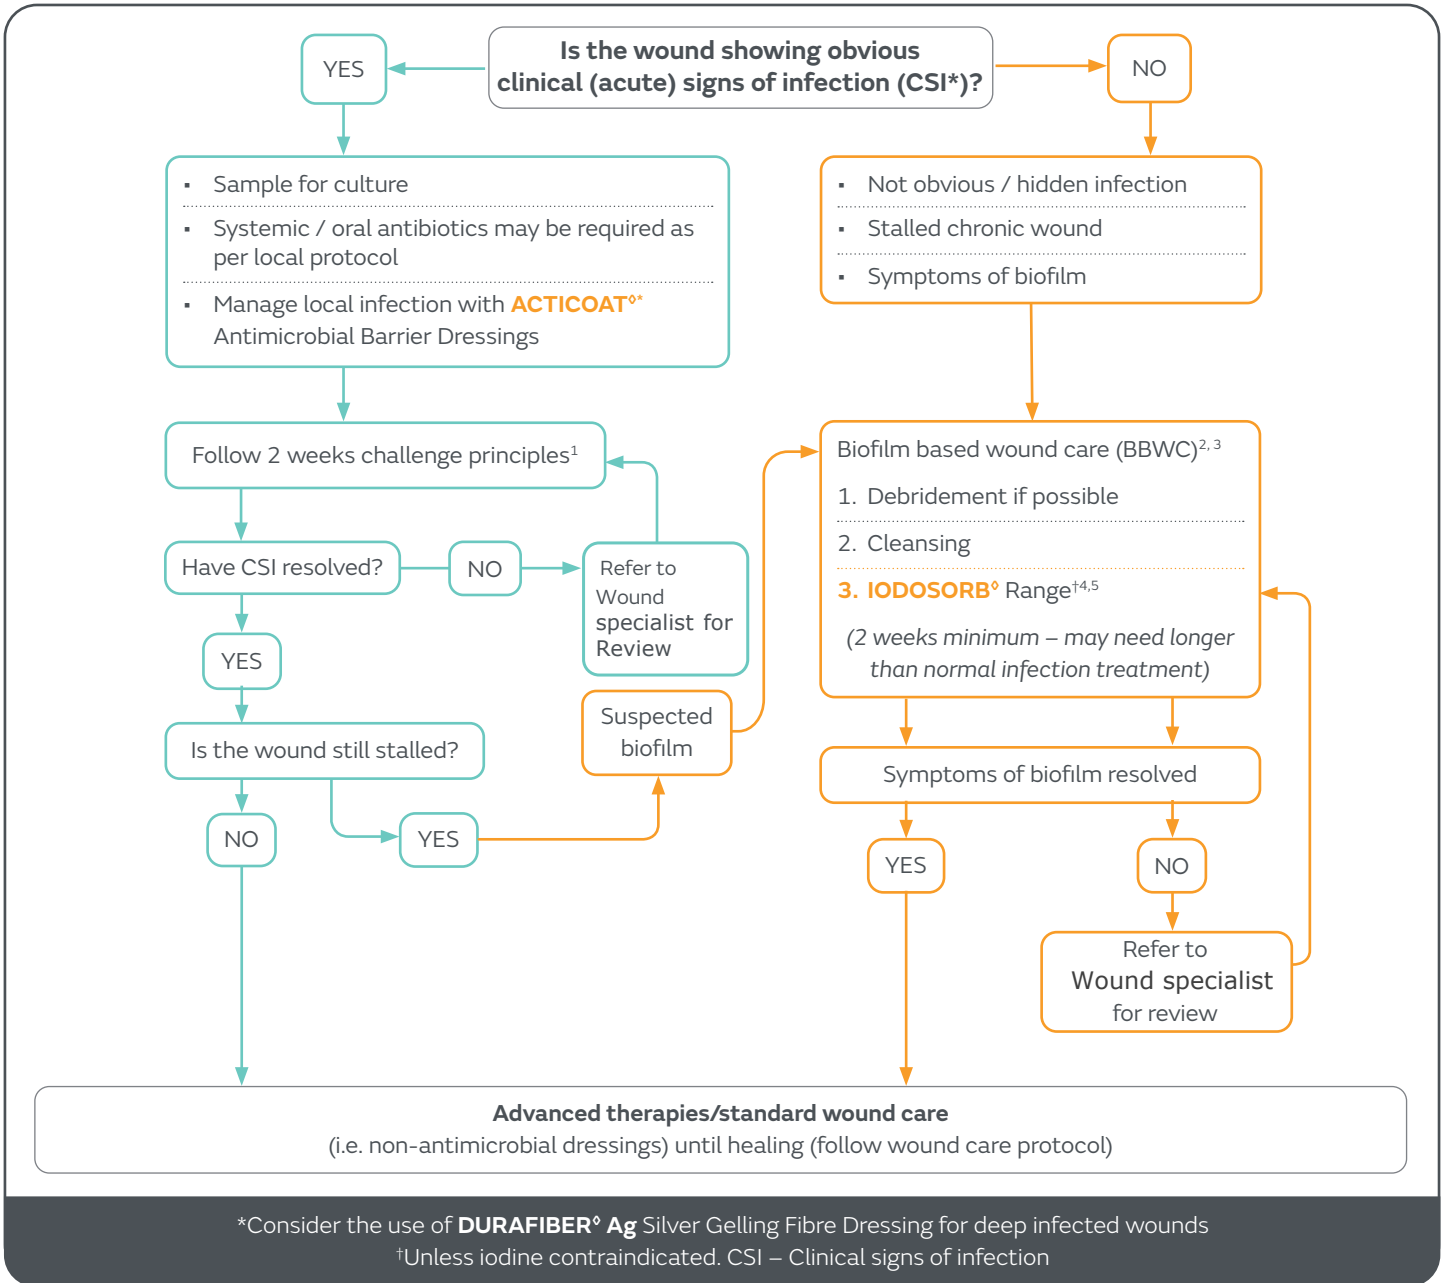 Is the wound showing obvious
clinical (acute) signs of infection (CSI*)?
YES
NO
▪ Sample for culture
▪ Systemic / oral antibiotics may be required as
per local protocol
▪ Manage local infection with ACTICOAT◊*
Antimicrobial Barrier Dressings
▪ Not obvious / hidden infection
▪ Stalled chronic wound
▪ Symptoms of biofilm
Follow 2 weeks challenge principles1
Have CSI resolved?
NO
Refer to
Wound
specialist for
Review
YES
Is the wound still stalled?
NO
YES
Suspected
biofilm
Biofilm based wound care (BBWC)2, 3
1. Debridement if possible
2. Cleansing
3. IODOSORB◊ Range†4,5
(2 weeks minimum – may need longer
than normal infection treatment)
Symptoms of biofilm resolved
YES
NO
Refer to
Wound specialist
for review
Advanced therapies/standard wound care
(i.e. non-antimicrobial dressings) until healing (follow wound care protocol)
*Consider the use of DURAFIBER◊ Ag Silver Gelling Fibre Dressing for deep infected wounds
†Unless iodine contraindicated. CSI – Clinical signs of infection